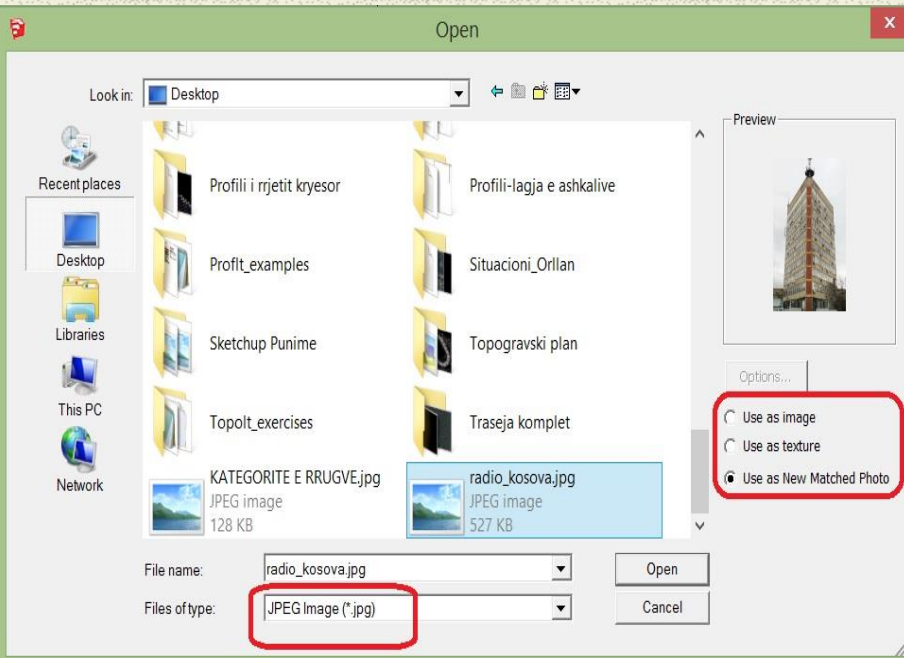 Open
x
Look in:
Desktop
Recent places
Desktop
Libraries
This PC
Network
Profili i rrjetit kryesor
Profili-lagja e ashkalive
Proflt_examples
Situacioni_Orllan
Sketchup Punime
Topogravski plan
Topolt_exercises
Traseja komplet
KATEGORITE E RRUGVE.jpg
JPEG image
128 KB
radio_kosova.jpg
JPEG image
527 KB
Preview
Options...
Use as image
Use as texture
Use as New Matched Photo
File name:
radio_kosova.jpg
Open
Files of type:
JPEG Image (*.jpg)
Cancel